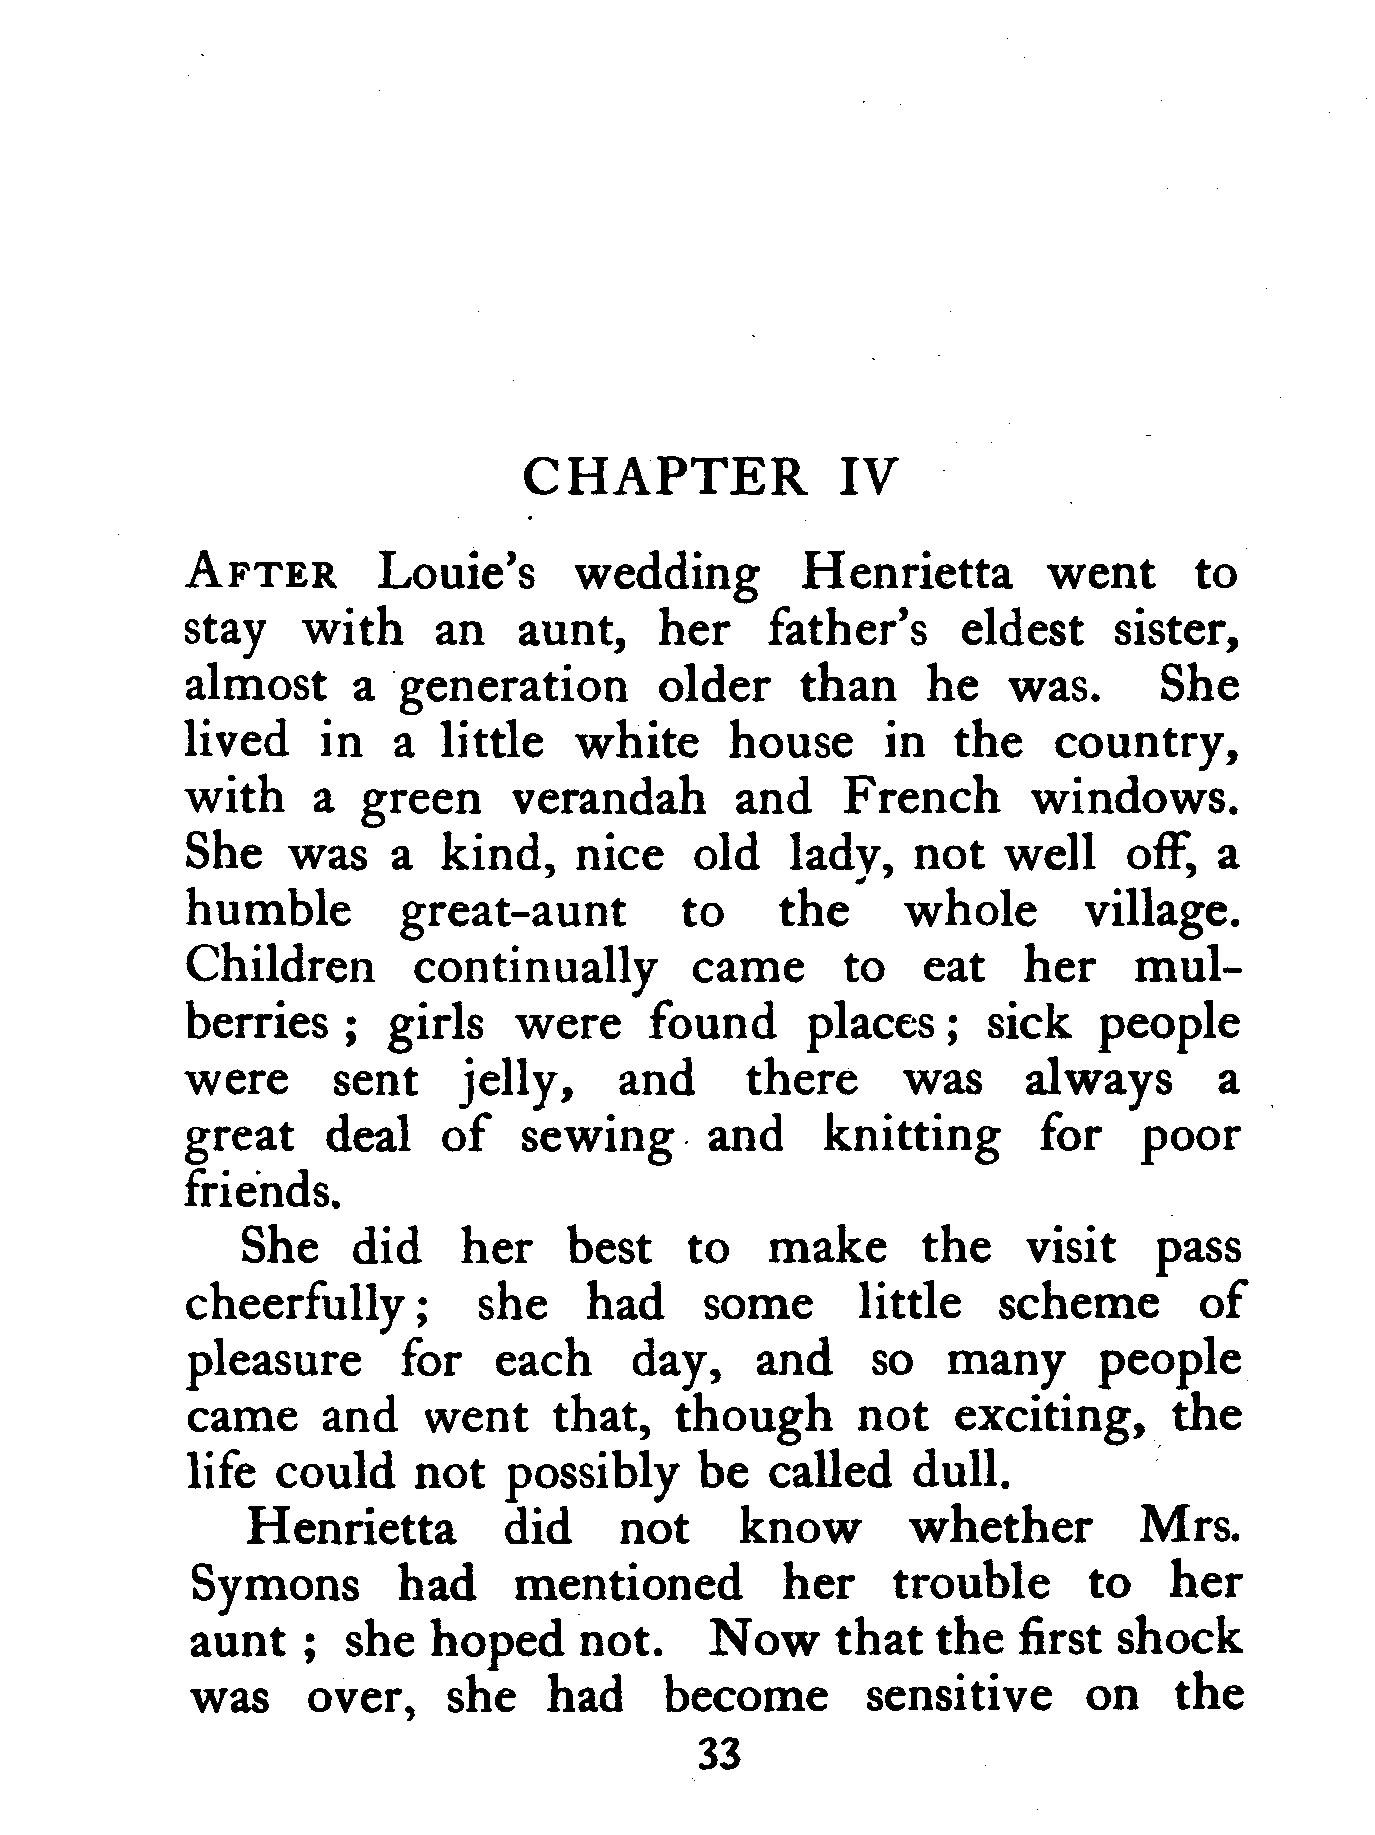 CHAPTER IV
AFTER Louie's wedding Henrietta went to
stay with an aunt, her father's eldest sister,
almost a generation older than he was. She
lived in a little white house in the country,
with a green verandah and French windows.
She was a kind, nice old lady, not well off, a
humble great-aunt to the whole village.
Children continually came to eat her mul-
berries ; girls were found places ; sick people
were sent jelly, and there was always a
great deal of sewing and knitting for poor
friends.
She did her best to make the visit pass
cheerfully ; she had some little scheme of
pleasure for each day, and so many people
came and went that, though not exciting, the
life could not possibly be called dull.
Henrietta did not know whether Mrs.
Symons had mentioned her trouble to her
aunt ; she hoped not. Now that the first shock
was over, she had become sensitive on the
33